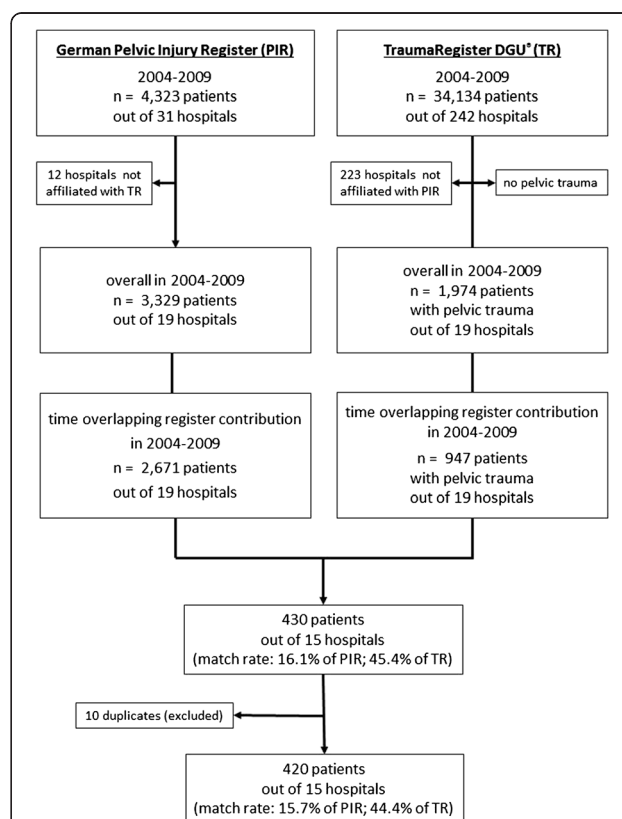 German Pelvic Injury Register (PIR)
2004-2009
n = 4,323 patients
out of 31 hospitals
TraumaRegister DGU® (TR)
2004-2009
n = 34,134 patients
out of 242 hospitals
12 hospitals not
affiliated with TR
223 hospitals not
affiliated with PIR
no pelvic trauma
overall in 2004-2009
n = 3,329 patients
out of 19 hospitals
overall in 2004-2009
n = 1,974 patients
with pelvic trauma
out of 19 hospitals
time overlapping register contribution
in 2004-2009
n = 2,671 patients
out of 19 hospitals
time overlapping register contribution
in 2004-2009
n = 947 patients
with pelvic trauma
out of 19 hospitals
430 patients
out of 15 hospitals
(match rate: 16.1% of PIR; 45.4% of TR)
10 duplicates (excluded)
420 patients
out of 15 hospitals
(match rate: 15.7% of PIR; 44.4% of TR)